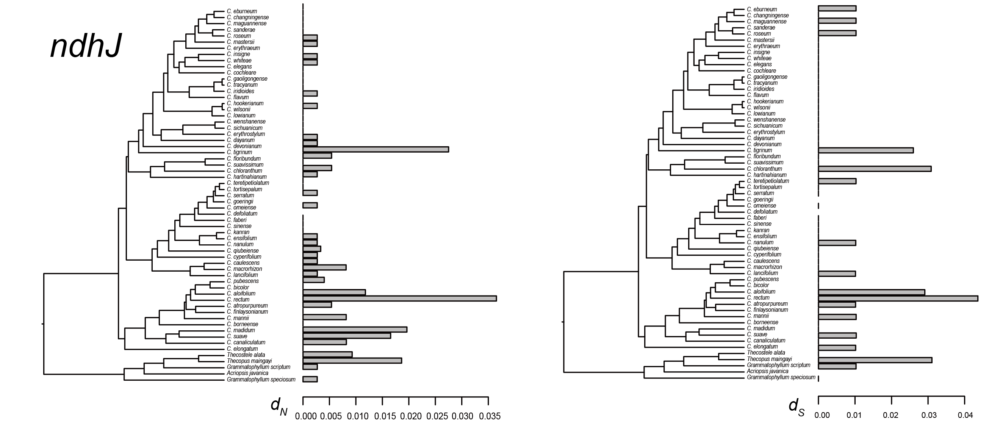 ndhJ
C. eburneum
C. changningense
C. maguannense
C. sanderae
C. roseum
C. mastersii
C. erythraeum
C. insigne
C. whiteae
C. elegans
C. cochleare
C. gaoligongense
C. tracyanum
C. iridioides
C. flavum
C. hookerianum
C. wilsonii
C. lowianum
C. wenshanense
C. sichuanicum
C. erythrostylum
C. dayanum
C. devonianum
C. tigrinum
C. floribundum
C. suavissimum
C. chloranthum
C. hartinahianum
C. teretipetiolatum
C. tortisepalum
C. serratum
C. goeringii
C. omeiense
C. defoliatum
C. faberi
C. sinense
C. kanran
C. ensifolium
C. nanulum
C. qiubeiense
C. cyperifolium
C. caulescens
C. macrorhizon
C. lancifolium
C. pubescens
C. bicolor
C. aloifolium
C. rectum
C. atropurpureum
C. finlaysonianum
C. mannii
C. borneense
C. madidum
C. suave
C. canaliculatum
C. elongatum
Thecostele alata
Thecopus maingayi
Grammatophyllum scriptum
Acriopsis javanica
Grammatophyllum speciosum
dN
0.000 0.005 0.010 0.015 0.020 0.025 0.030 0.035
C. eburneum
C. changningense
C. maguannense
C. sanderae
C. roseum
C. mastersii
C. erythraeum
C. insigne
C. whiteae
C. elegans
C. cochleare
C. gaoligongense
C. tracyanum
C. iridioides
C. flavum
C. hookerianum
C. wilsonii
C. lowianum
C. wenshanense
C. sichuanicum
C. erythrostylum
C. dayanum
C. devonianum
C. tigrinum
C. floribundum
C. suavissimum
C. chloranthum
C. hartinahianum
C. teretipetiolatum
C. tortisepalum
C. serratum
C. goeringii
C. omeiense
C. defoliatum
C. faberi
C. sinense
C. kanran
C. ensifolium
C. nanulum
C. qiubeiense
C. cyperifolium
C. caulescens
C. macrorhizon
C. lancifolium
C. pubescens
C. bicolor
C. aloifolium
C. rectum
C. atropurpureum
C. finlaysonianum
C. mannii
C. borneense
C. madidum
C. suave
C. canaliculatum
C. elongatum
Thecostele alata
Thecopus maingayi
Grammatophyllum scriptum
Acriopsis javanica
Grammatophyllum speciosum
dS
0.00 0.01 0.02 0.03 0.04